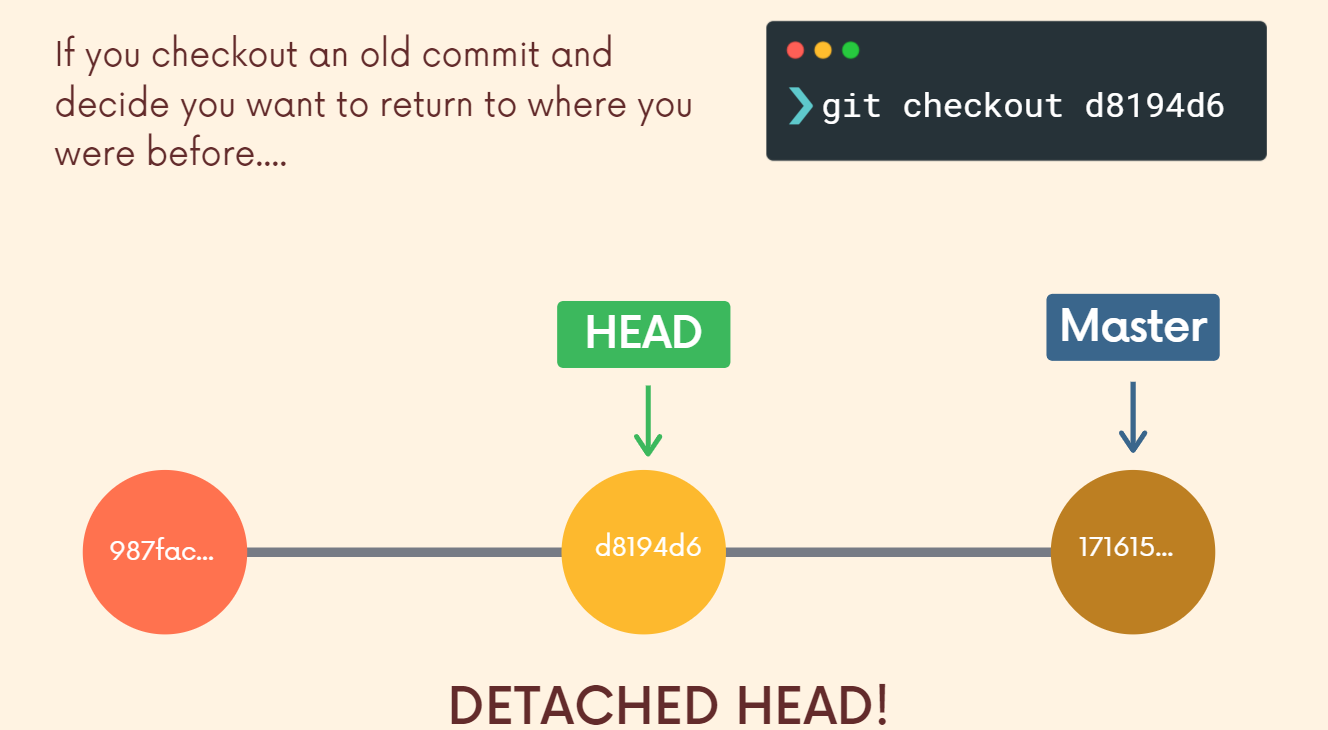 If you checkout an old commit and
decide you want to return to where you
were before....
❯ git checkout d8194d6
HEAD
Master
987fac...
d8194d6
171615...
DETACHED HEAD!